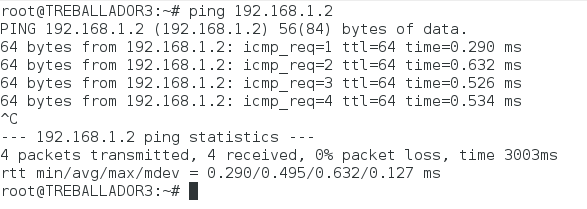 root@TREBALLADOR3:~# ping 192.168.1.2
PING 192.168.1.2 (192.168.1.2) 56(84) bytes of data.
64 bytes from 192.168.1.2: icmp_req=1 ttl=64 time=0.290 ms
64 bytes from 192.168.1.2: icmp_req=2 ttl=64 time=0.632 ms
64 bytes from 192.168.1.2: icmp_req=3 ttl=64 time=0.526 ms
64 bytes from 192.168.1.2: icmp_req=4 ttl=64 time=0.534 ms
^C
--- 192.168.1.2 ping statistics ---
4 packets transmitted, 4 received, 0% packet loss, time 3003ms
rtt min/avg/max/mdev = 0.290/0.495/0.632/0.127 ms
root@TREBALLADOR3:~#